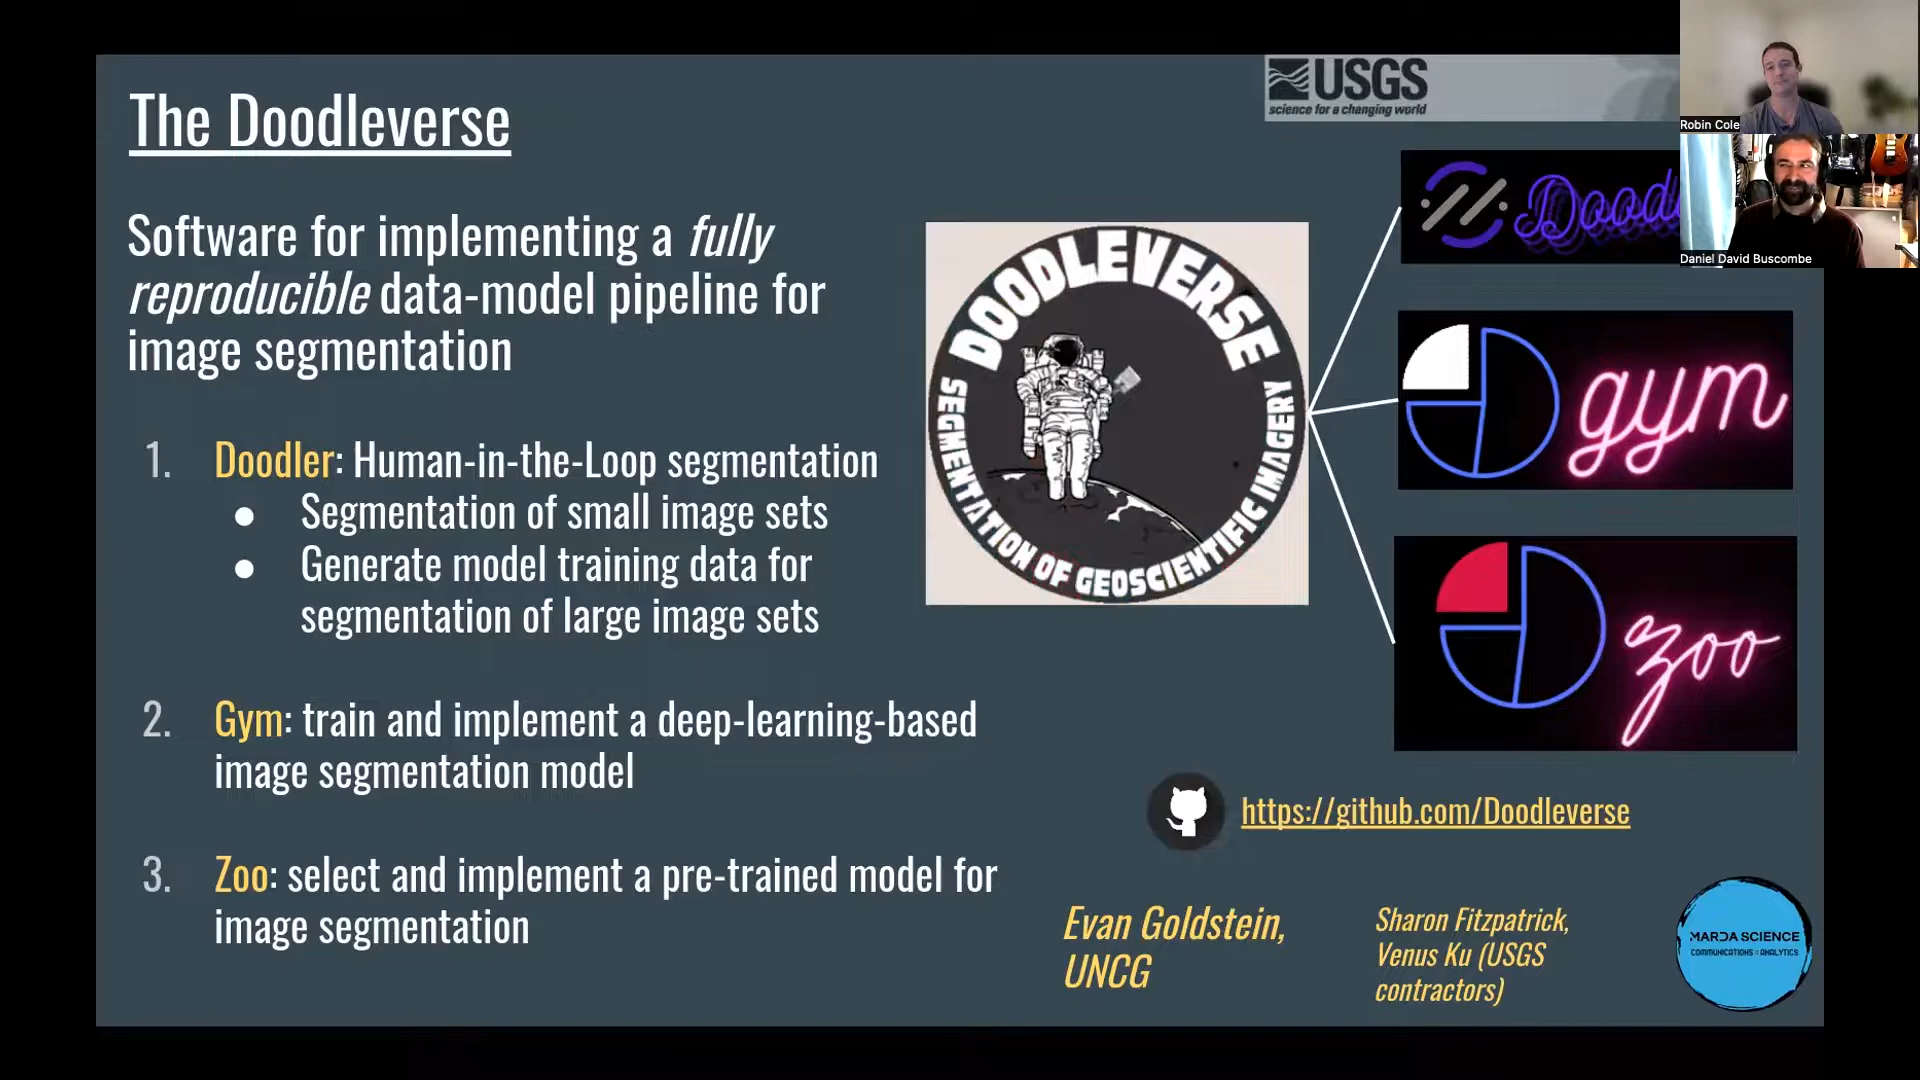 The Doodleverse
USGS
science for a changing world
Robin Cole
Daniel David Buscombe
Software for implementing a fully
reproducible data-model pipeline for
image segmentation
1. Doodler: Human-in-the-Loop segmentation
● Segmentation of small image sets
● Generate model training data for
segmentation of large image sets
2. Gym: train and implement a deep-learning-based
image segmentation model
3. Zoo: select and implement a pre-trained model for
image segmentation
DOODLEVERSE
SEGMENTATION OF GEOSCIENTIFIC IMAGERY
Dood
gym
zoo
https://github.com/Doodleverse
Evan Goldstein,
UNCG
Sharon Fitzpatrick,
Venus Ku (USGS
contractors)
MARDA SCIENCE
COMMUNICATIONS :: ANALYTICS